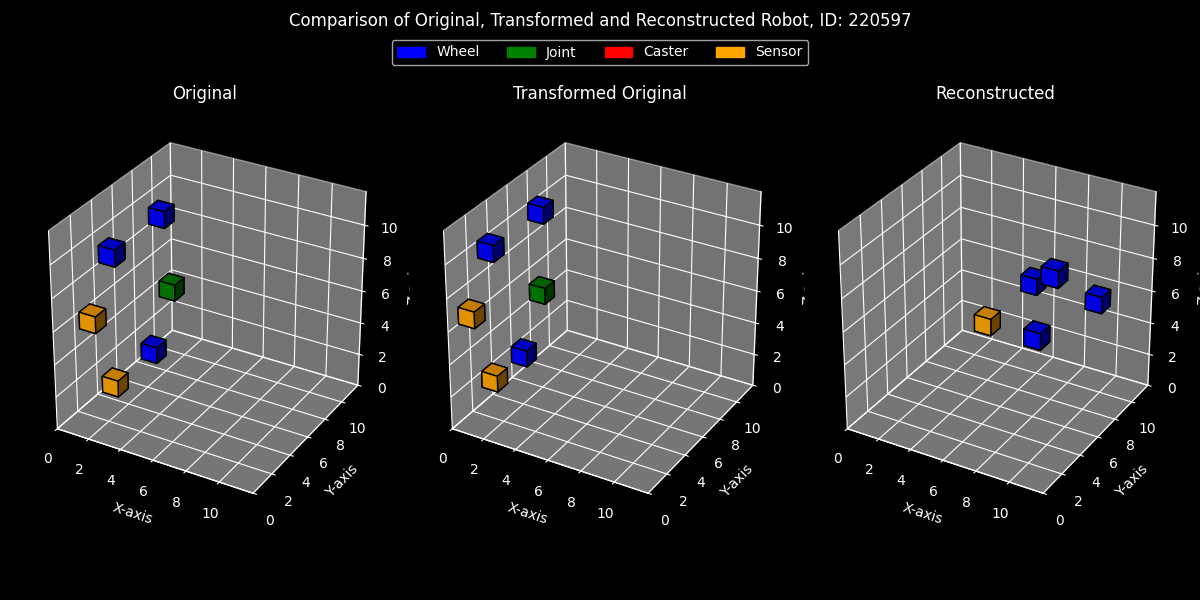 Comparison of Original, Transformed and Reconstructed Robot, ID: 220597
Wheel Joint Caster Sensor
Original Transformed Original Reconstructed
10 10 10
8 8 8
6 6 6
4 4 4
2 2 2
0 0 0
10 10 10
8 8 8
0 6 0 6 0 6
2 4 2 4 2 4
4 2 4 2 4 2
6 0 6 0 6 0
8 8 8
10 10 10
X-axis Y-axis X-axis Y-axis X-axis Y-axis